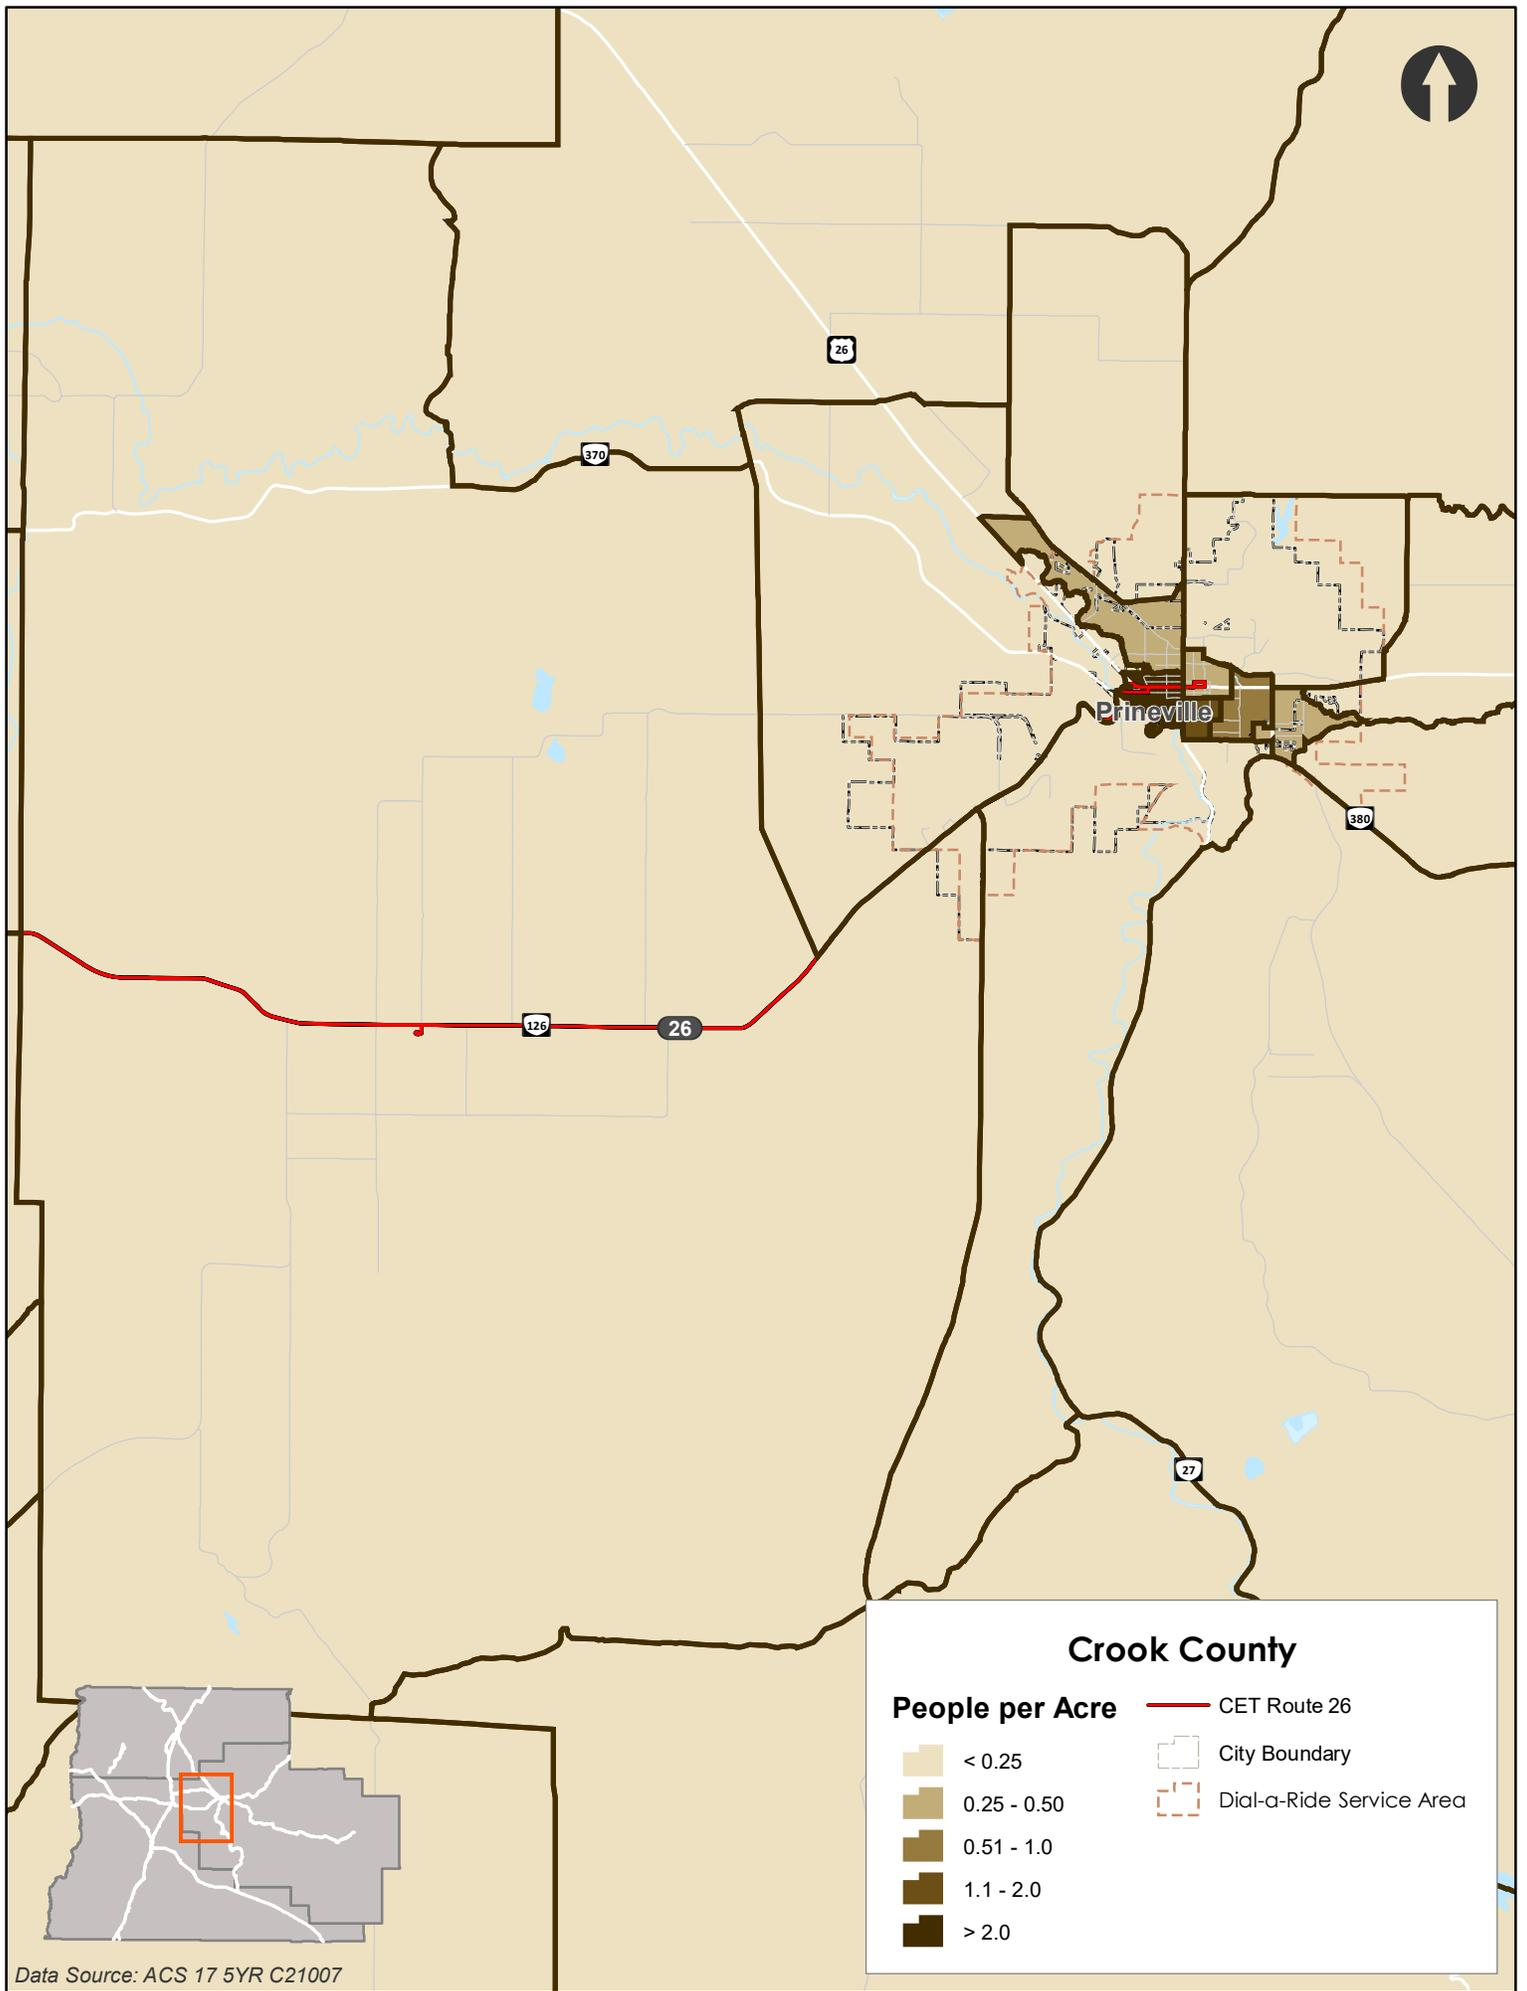 26
370
Prineville
380
126
26
27
Crook County
People per Acre
< 0.25
0.25 - 0.50
0.51 - 1.0
1.1 - 2.0
> 2.0
CET Route 26
City Boundary
Dial-a-Ride Service Area
Data Source: ACS 17 5YR C21007